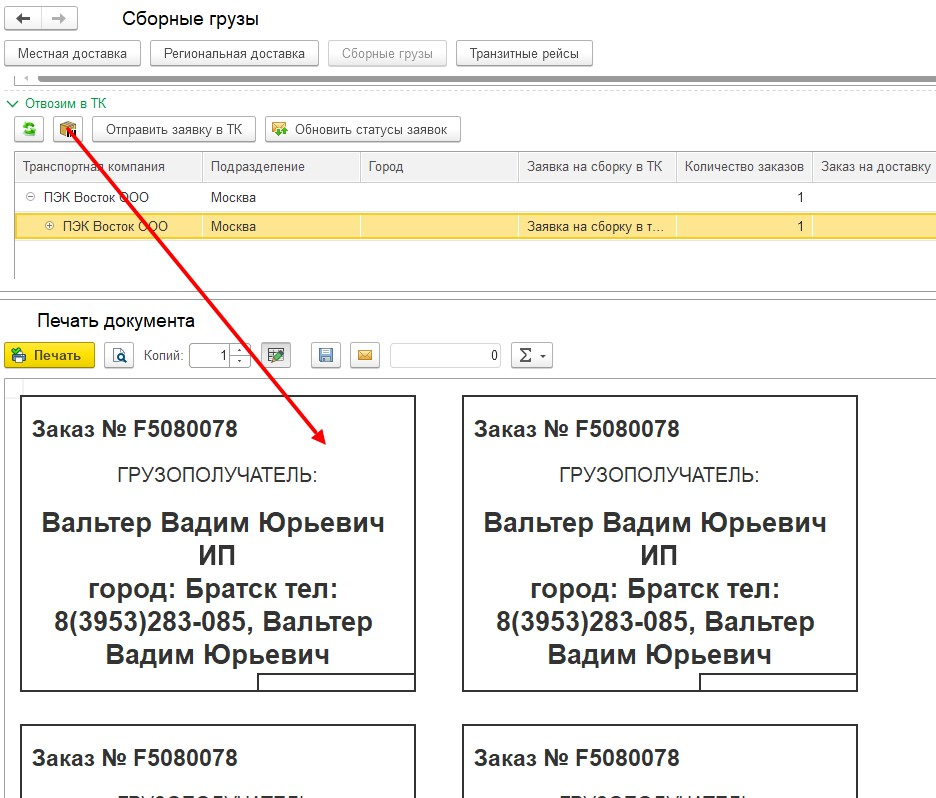 Сборные грузы
Местная доставка Региональная доставка Сборные грузы Транзитные рейсы
Отвозим в ТК
Отправить заявку в ТК Обновить статусы заявок
Транспортная компания Подразделение Город Заявка на сборку в ТК Количество заказов Заказ на доставку
ПЭК Восток ООО Москва 1
ПЭК Восток ООО Москва Заявка на сборку в т... 1
Печать документа
Печать Копий: 1 0 Σ
Заказ № F5080078 Заказ № F5080078
ГРУЗОПОЛУЧАТЕЛЬ: ГРУЗОПОЛУЧАТЕЛЬ:
Вальтер Вадим Юрьевич Вальтер Вадим Юрьевич
ИП ИП
город: Братск тел: город: Братск тел:
8(3953)283-085, Вальтер 8(3953)283-085, Вальтер
Вадим Юрьевич Вадим Юрьевич
Заказ № F5080078 Заказ № F5080078
ГРУЗОПОЛУЧАТЕЛЬ: ГРУЗОПОЛУЧАТЕЛЬ: